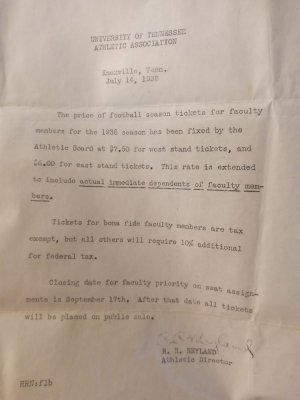 UNIVERSITY OF TENNESSEE
ATHLETIC ASSOCIATION
Knoxville, Tenn.
July 14, 1938
The price of football season tickets for faculty
members for the 1938 season has been fixed by the
Athletic Board at $7.50 for west stand tickets, and
$6.00 for east stand tickets. This rate is extended
to include actual immediate dependents of faculty mem-
bers.
Tickets for bona fide faculty members are tax
exempt, but all others will require 10% additional
for federal tax.
Closing date for faculty priority on seat assign-
ments is September 17th. After that date all tickets
will be placed on public sale.
R. R. NEYLAND
Athletic Director
RRN:flb